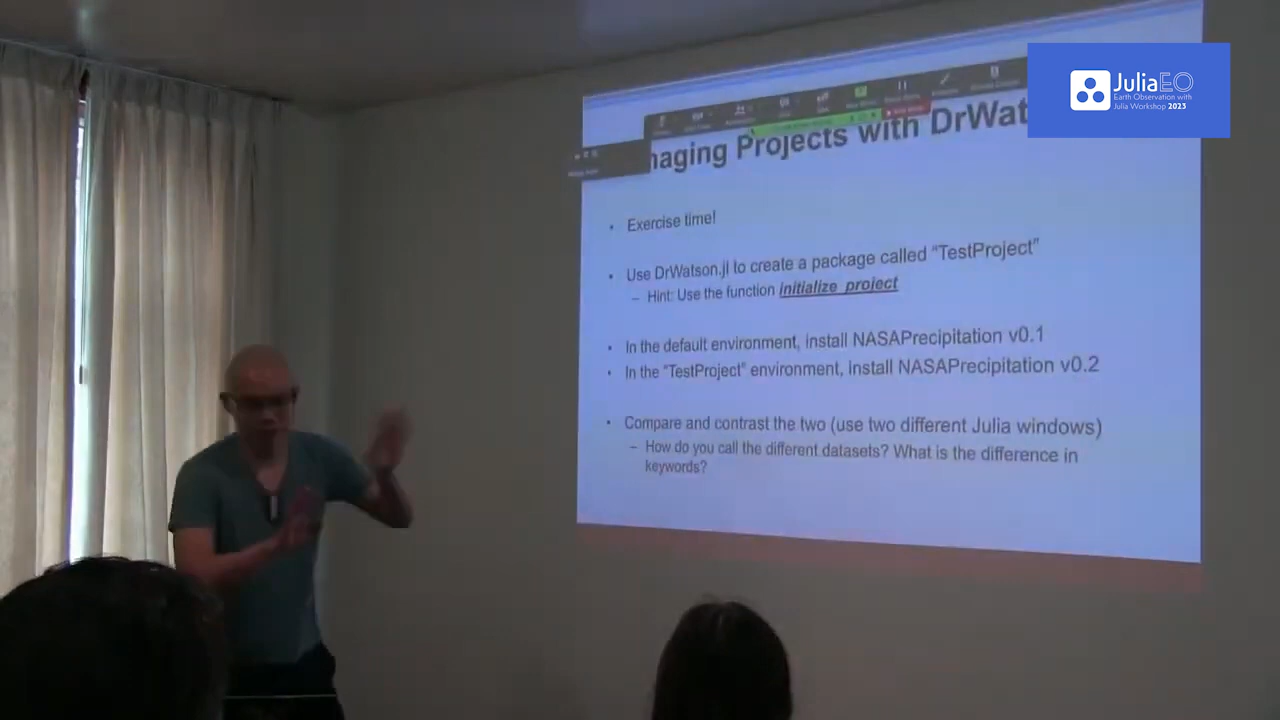 JuliaEO
Earth Observation with
Julia Workshop 2023
naging Projects with DrWat
• Exercise time!
• Use DrWatson.jl to create a package called “TestProject”
– Hint: Use the function initialize_project
• In the default environment, install NASAPrecipitation v0.1
• In the “TestProject” environment, install NASAPrecipitation v0.2
• Compare and contrast the two (use two different Julia windows)
– How do you call the different datasets? What is the difference in
keywords?